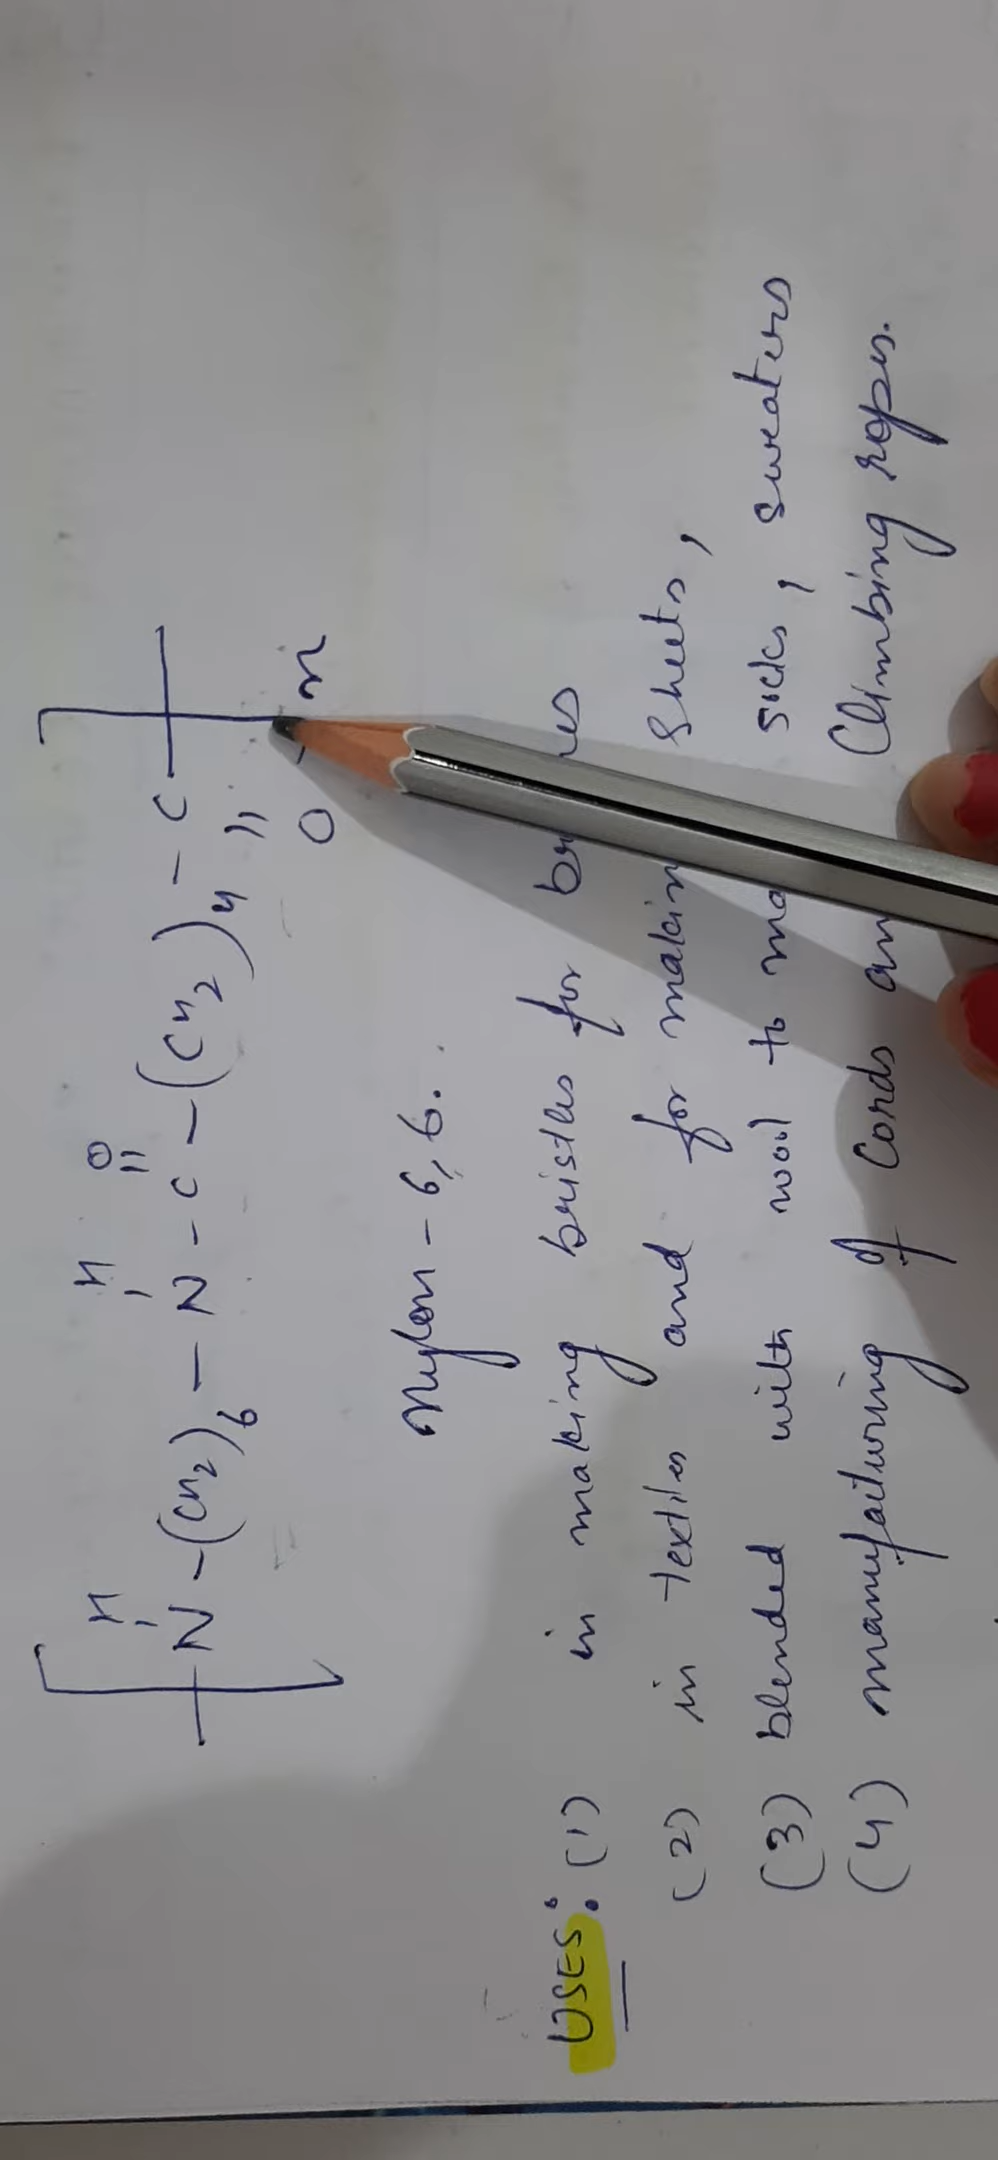 H H O
[-N-(CH2)6-N-C-(CH2)4-C-]n
O
Nylon-6,6.
USES: (1) in making bristles for
(2) in textiles and for making sheets,
(3) blended with wool to socks, sweaters
(4) manufacturing of cords and Climbing ropes.